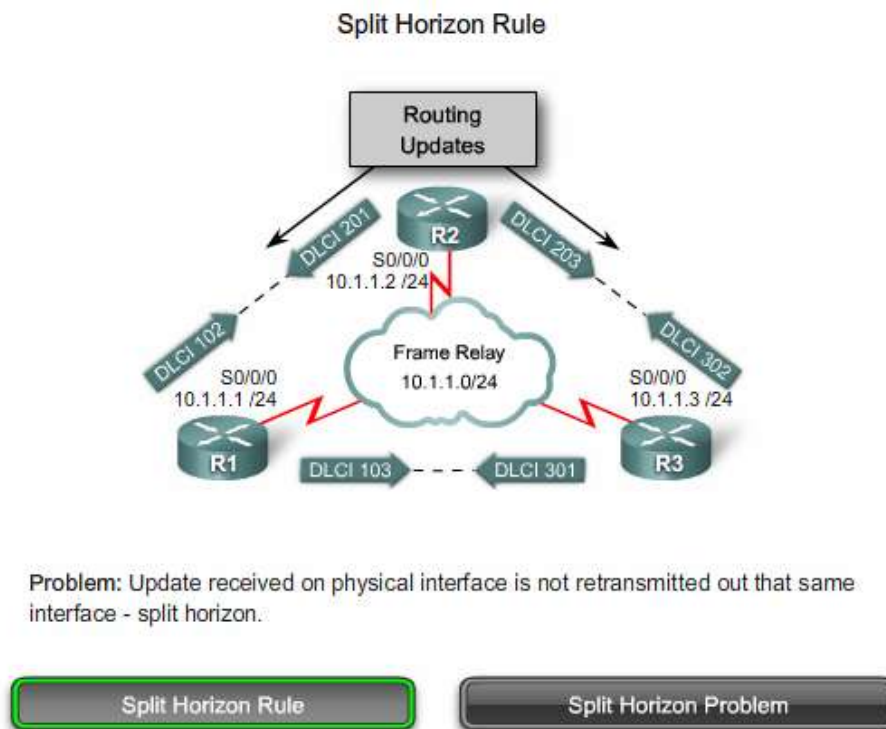 Split Horizon Rule
Routing
Updates
DLCI 201
R2
DLCI 203
S0/0/0
10.1.1.2 /24
DLCI 102
Frame Relay
10.1.1.0/24
DLCI 302
S0/0/0
10.1.1.1 /24
S0/0/0
10.1.1.3 /24
R1
R3
DLCI 103
DLCI 301
Problem: Update received on physical interface is not retransmitted out that same
interface - split horizon.
Split Horizon Rule
Split Horizon Problem